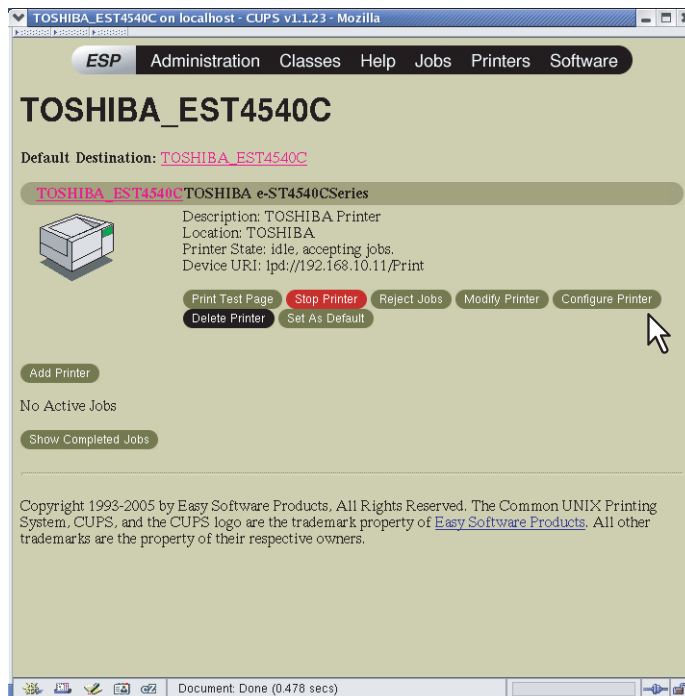 TOSHIBA_EST4540C on localhost - CUPS v1.1.23 - Mozilla
ESP Administration Classes Help Jobs Printers Software
TOSHIBA_EST4540C
Default Destination: TOSHIBA_EST4540C
TOSHIBA_EST4540C TOSHIBA e-ST4540CSeries
Description: TOSHIBA Printer
Location: TOSHIBA
Printer State: idle, accepting jobs.
Device URI: lpd://192.168.10.11/Print
Print Test Page Stop Printer Reject Jobs Modify Printer Configure Printer
Delete Printer Set As Default
Add Printer
No Active Jobs
Show Completed Jobs
Copyright 1993-2005 by Easy Software Products, All Rights Reserved. The Common UNIX Printing
System, CUPS, and the CUPS logo are the trademark property of Easy Software Products. All other
trademarks are the property of their respective owners.
Document: Done (0.478 secs)